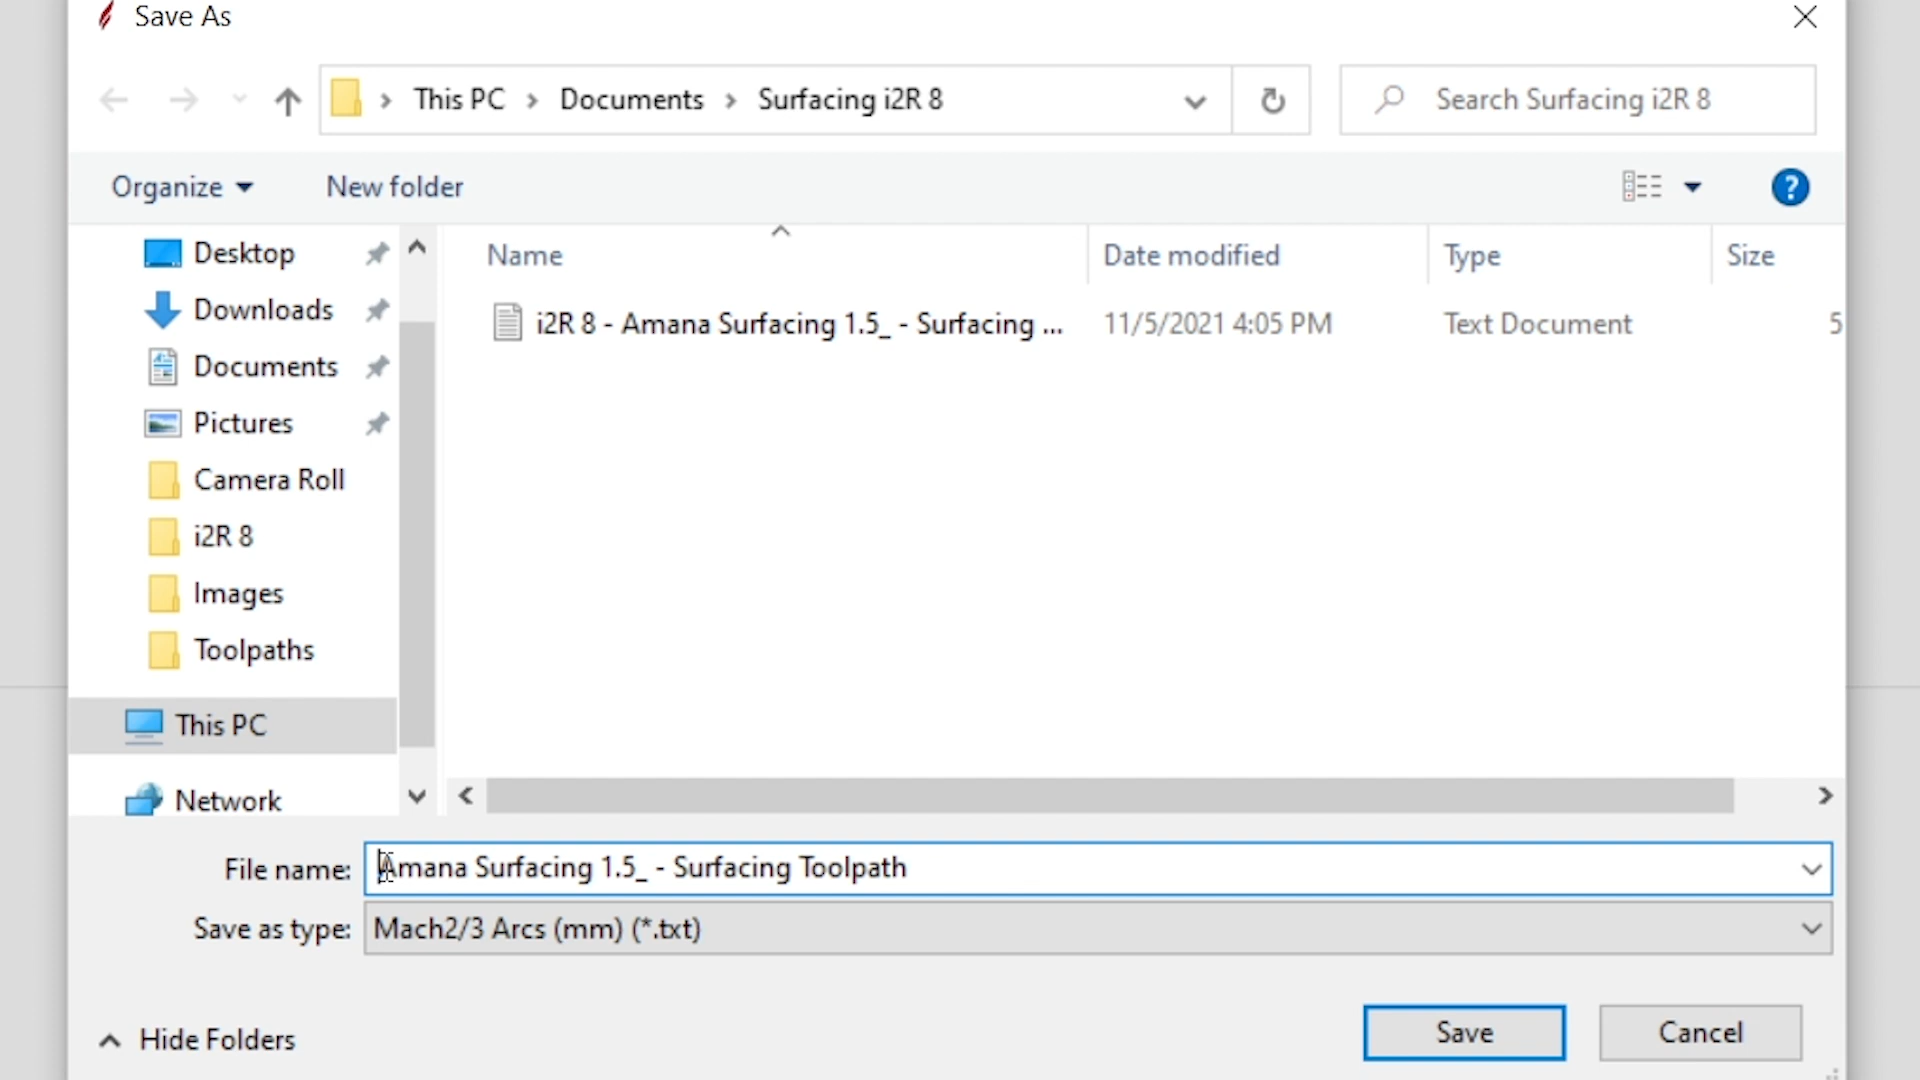 Save As
This PC > Documents > Surfacing i2R 8
Search Surfacing i2R 8
Organize
New folder
?
Desktop
Downloads
Documents
Pictures
Camera Roll
i2R 8
Images
Toolpaths
This PC
Network
Name
Date modified
Type
Size
i2R 8 - Amana Surfacing 1.5_ - Surfacing ...
11/5/2021 4:05 PM
Text Document
5
File name:
Amana Surfacing 1.5_ - Surfacing Toolpath
Save as type:
Mach2/3 Arcs (mm) (*.txt)
Hide Folders
Save
Cancel